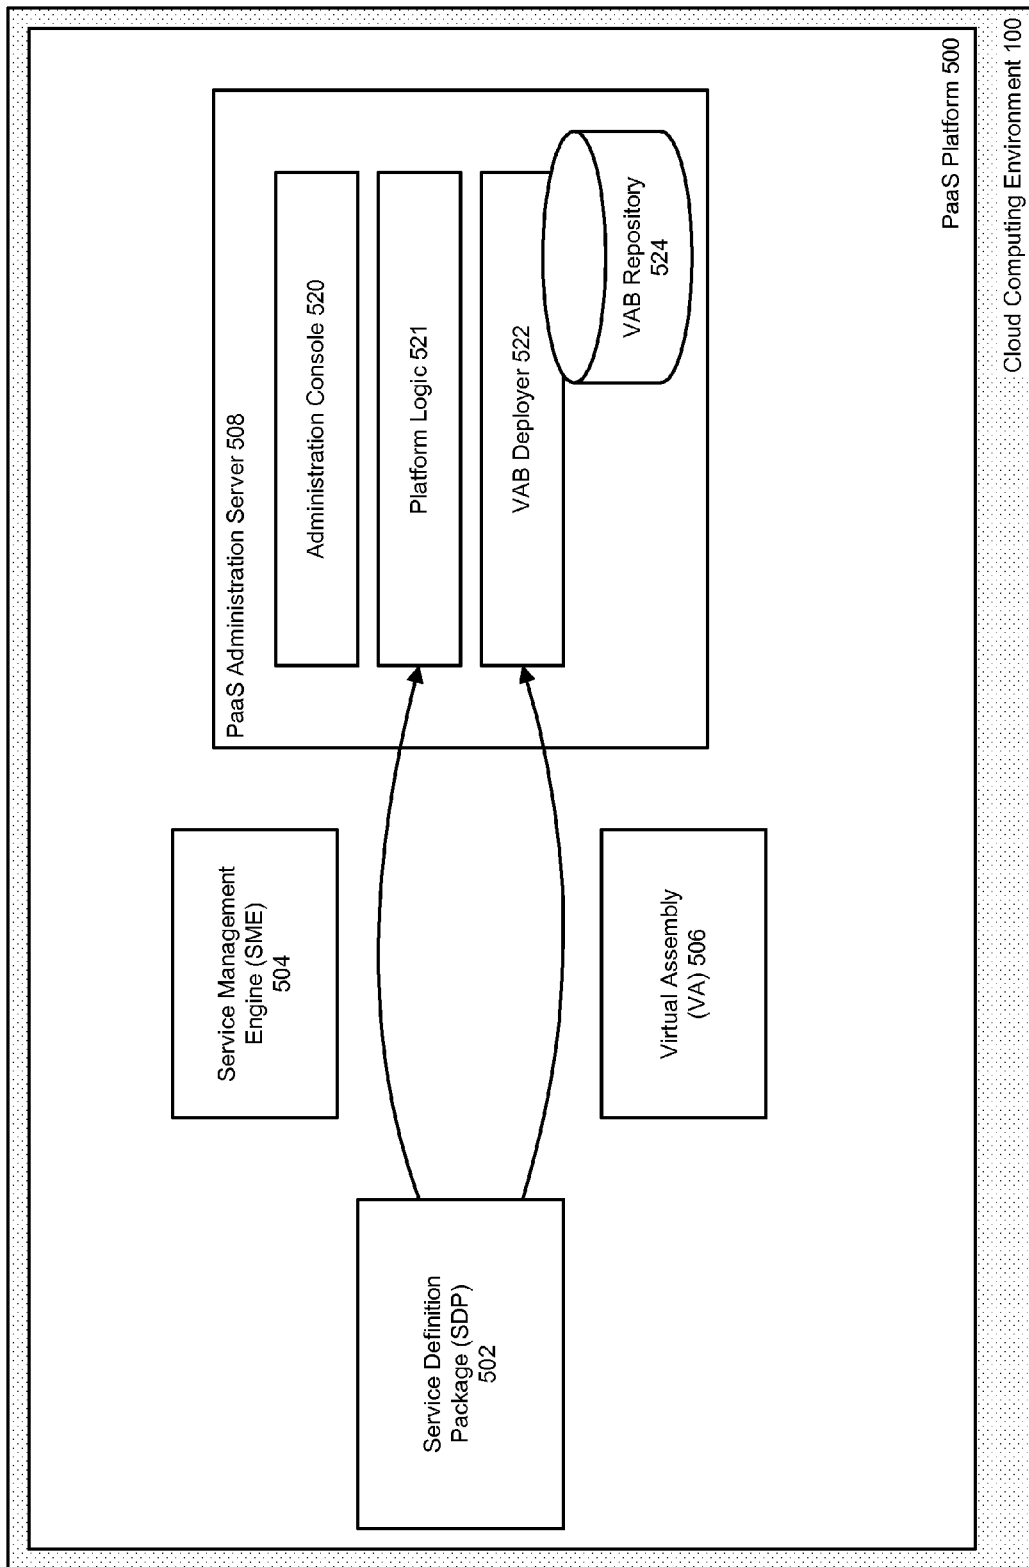 Service Definition
Package (SDP)
502
Service Management
Engine (SME)
504
Virtual Assembly
(VA) 506
PaaS Administration Server 508
Administration Console 520
Platform Logic 521
VAB Deployer 522
VAB Repository
524
PaaS Platform 500
Cloud Computing Environment 100